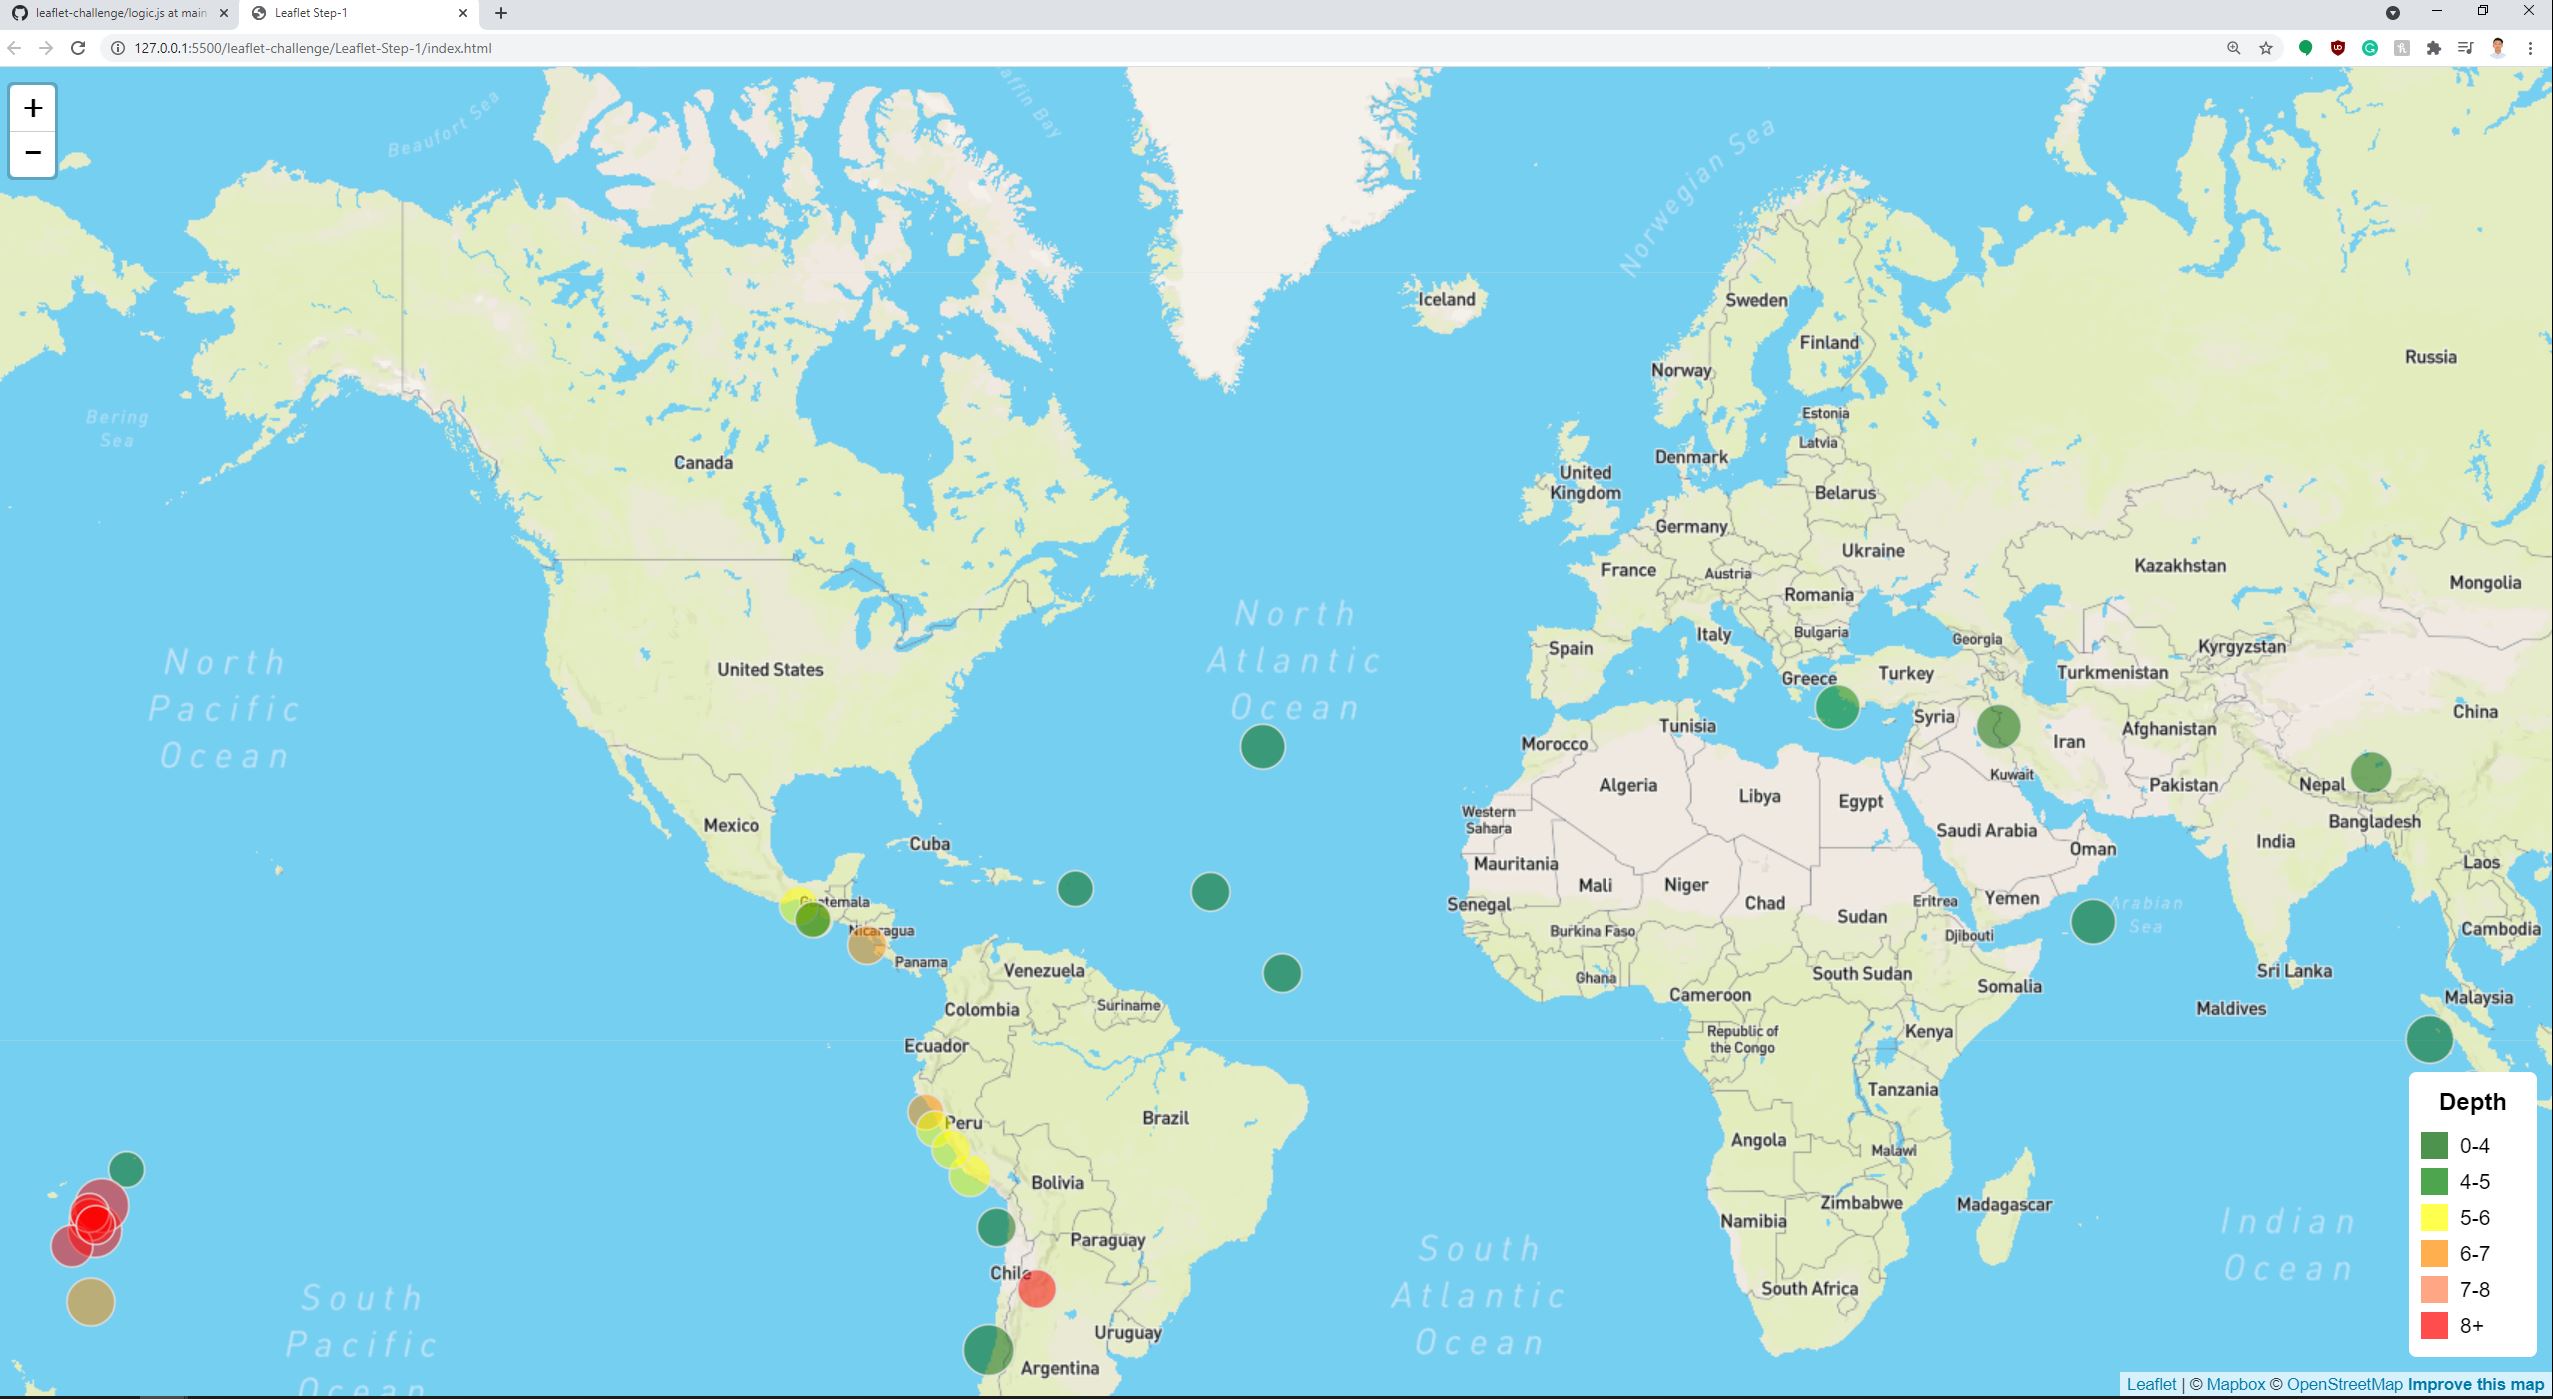 leaflet-challenge/logic.js at main
Leaflet Step-1
127.0.0.1:5500/leaflet-challenge/Leaflet-Step-1/index.html
+
−
Beaufort Sea
Baffin Bay
Norwegian Sea
Iceland
Sweden
Finland
Russia
Norway
Bering
Sea
Estonia
Latvia
Denmark
Canada
United
Kingdom
Belarus
Germany
Ukraine
France
Austria
Kazakhstan
Mongolia
Romania
North
Atlantic
Ocean
Italy
Bulgaria
Georgia
Spain
Kyrgyzstan
North
Pacific
Ocean
United States
Greece
Turkey
Turkmenistan
China
Syria
Tunisia
Afghanistan
Morocco
Iran
Kuwait
Algeria
Libya
Egypt
Pakistan
Nepal
Western
Sahara
Mexico
Saudi Arabia
Bangladesh
India
Cuba
Oman
Mauritania
Laos
Mali
Niger
Chad
Guatemala
Senegal
Eritrea
Yemen
Arabian
Sea
Sudan
Nicaragua
Burkina Faso
Djibouti
Cambodia
Panama
Venezuela
Ghana
South Sudan
Somalia
Sri Lanka
Colombia
Suriname
Cameroon
Malaysia
Maldives
Republic of
the Congo
Kenya
Ecuador
Tanzania
Peru
Brazil
Angola
Malawi
Bolivia
Zimbabwe
Madagascar
Namibia
Indian
Ocean
Paraguay
South
Atlantic
Ocean
Chile
South Africa
South
Pacific
Ocean
Uruguay
Argentina
Depth
0-4
4-5
5-6
6-7
7-8
8+
Leaflet | © Mapbox © OpenStreetMap Improve this map